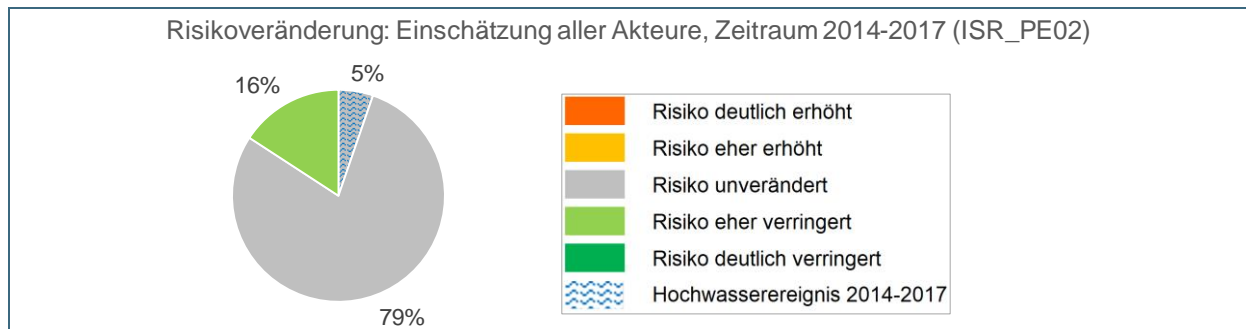 Risikoveränderung: Einschätzung aller Akteure, Zeitraum 2014-2017 (ISR_PE02)
5%
16%
79%
Risiko deutlich erhöht
Risiko eher erhöht
Risiko unverändert
Risiko eher verringert
Risiko deutlich verringert
Hochwasserereignis 2014-2017